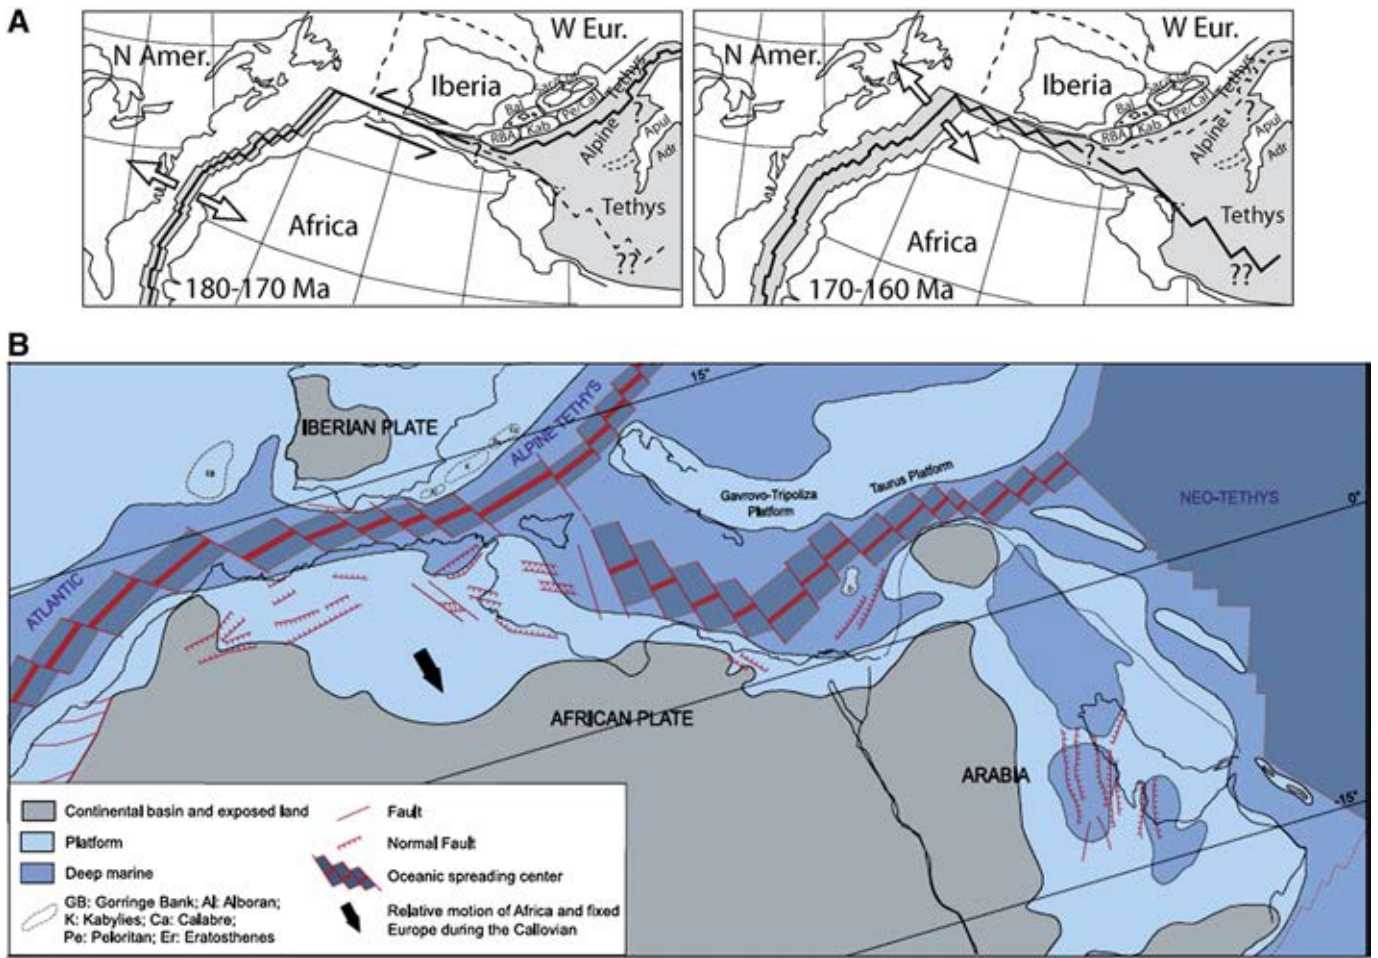 A
N Amer.
W Eur.
Iberia
Bal
Sar
RBA
Kab
Pe/Cal
Tethys
Alpine
?
?
Apul
Adr
Africa
Tethys
??
180-170 Ma
N Amer.
W Eur.
Iberia
Bal
RBA
Kab
Pe/Cal
Tethys
Alpine
?
?
Apul
Adr
Africa
Tethys
??
170-160 Ma
B
15°
IBERIAN PLATE
ALPINE TETHYS
GB
K
Gavrovo-Tripoliza
Platform
Taurus Platform
NEO-TETHYS
0°
ATLANTIC
AFRICAN PLATE
ARABIA
-15°
Continental basin and exposed land
Platform
Deep marine
GB: Gorringe Bank; Al: Alboran;
K: Kabylies; Ca: Calabre;
Pe: Peloritan; Er: Eratosthenes
Fault
Normal Fault
Oceanic spreading center
Relative motion of Africa and fixed
Europe during the Callovian